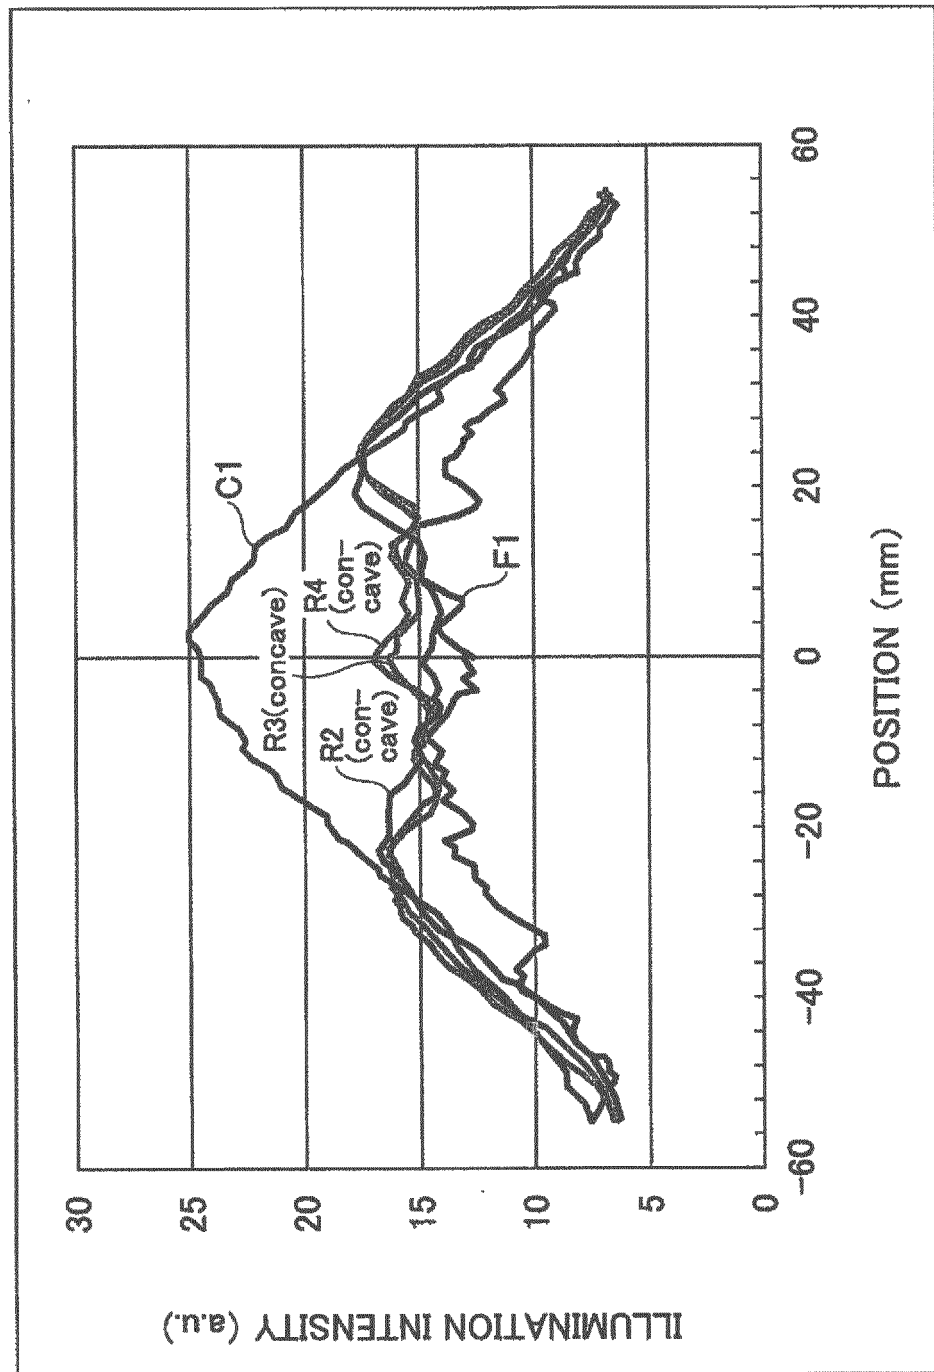 ILLUMINATION INTENSITY (a.u.)
30
25
20
15
10
5
0
C1
R3(concave)
R4
(con-
cave)
R2
(con-
cave)
F1
−60
−40
−20
0
20
40
60
POSITION (mm)